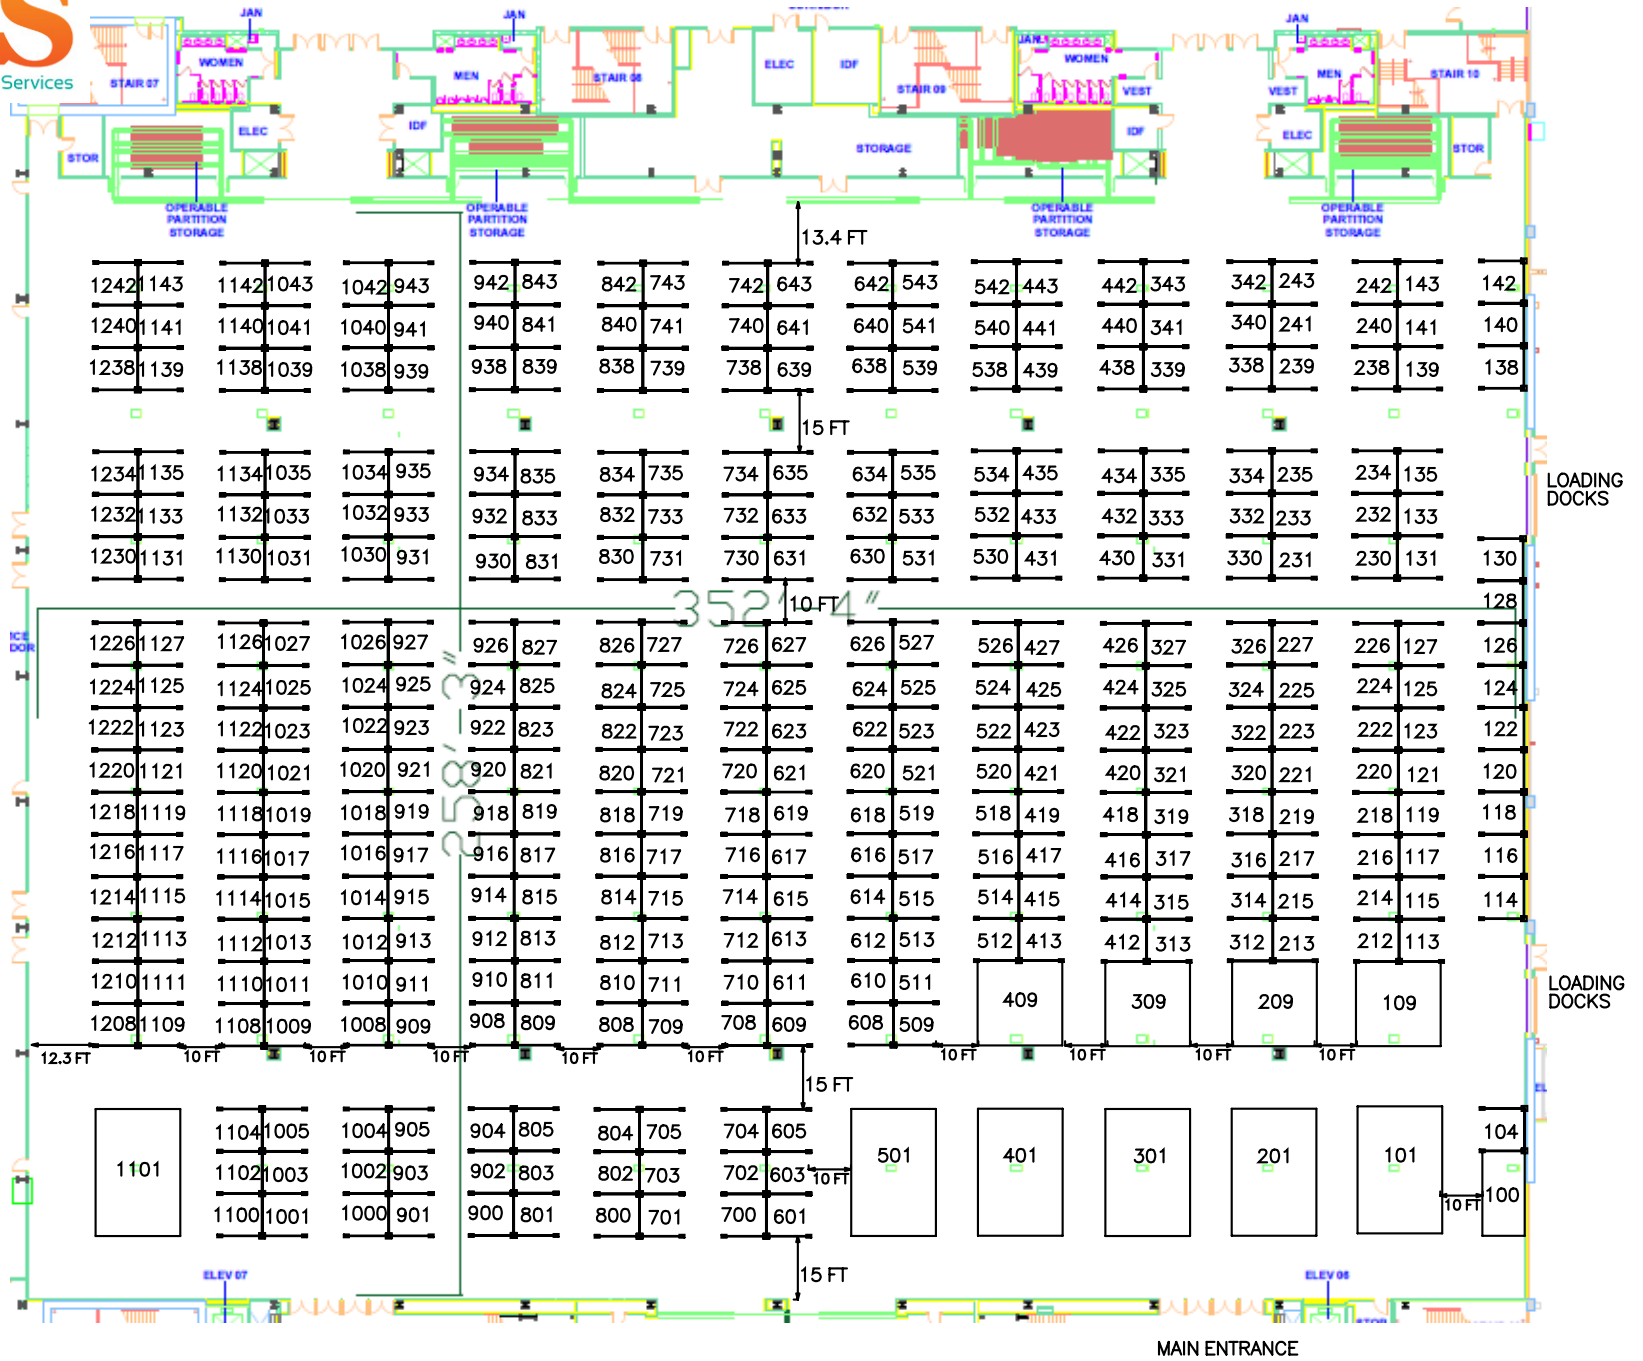 S
Services
JAN
JAN
JAN
JAN
WOMEN
MEN
WOMEN
MEN
STAIR 07
STAIR 08
ELEC
IDF
STAIR 09
VEST
VEST
STAIR 10
STOR
ELEC
IDF
STORAGE
IDF
ELEC
STOR
OPERABLE
PARTITION
STORAGE
OPERABLE
PARTITION
STORAGE
OPERABLE
PARTITION
STORAGE
OPERABLE
PARTITION
STORAGE
13.4 FT
1242 1143 1142 1043 1042 943 942 843 842 743 742 643 642 543 542 443 442 343 342 243 242 143 142
1240 1141 1140 1041 1040 941 940 841 840 741 740 641 640 541 540 441 440 341 340 241 240 141 140
1238 1139 1138 1039 1038 939 938 839 838 739 738 639 638 539 538 439 438 339 338 239 238 139 138
15 FT
1234 1135 1134 1035 1034 935 934 835 834 735 734 635 634 535 534 435 434 335 334 235 234 135
LOADING
DOCKS
1232 1133 1132 1033 1032 933 932 833 832 733 732 633 632 533 532 433 432 333 332 233 232 133
1230 1131 1130 1031 1030 931 930 831 830 731 730 631 630 531 530 431 430 331 330 231 230 131 130
352'-4"
10 FT
128
1226 1127 1126 1027 1026 927 926 827 826 727 726 627 626 527 526 427 426 327 326 227 226 127 126
258'-3"
1224 1125 1124 1025 1024 925 924 825 824 725 724 625 624 525 524 425 424 325 324 225 224 125 124
1222 1123 1122 1023 1022 923 922 823 822 723 722 623 622 523 522 423 422 323 322 223 222 123 122
1220 1121 1120 1021 1020 921 920 821 820 721 720 621 620 521 520 421 420 321 320 221 220 121 120
1218 1119 1118 1019 1018 919 918 819 818 719 718 619 618 519 518 419 418 319 318 219 218 119 118
1216 1117 1116 1017 1016 917 916 817 816 717 716 617 616 517 516 417 416 317 316 217 216 117 116
1214 1115 1114 1015 1014 915 914 815 814 715 714 615 614 515 514 415 414 315 314 215 214 115 114
1212 1113 1112 1013 1012 913 912 813 812 713 712 613 612 513 512 413 412 313 312 213 212 113
1210 1111 1110 1011 1010 911 910 811 810 711 710 611 610 511 409 309 209 109
LOADING
DOCKS
1208 1109 1108 1009 1008 909 908 809 808 709 708 609 608 509
12.3 FT 10 FT 10 FT 10 FT 10 FT 10 FT 10 FT 10 FT 10 FT 10 FT
15 FT
1104 1005 1004 905 904 805 804 705 704 605 104
1101 1102 1003 1002 903 902 803 802 703 702 603 501 401 301 201 101
10 FT
100
10 FT
1100 1001 1000 901 900 801 800 701 700 601
15 FT
ELEV 07
ELEV 06
MAIN ENTRANCE